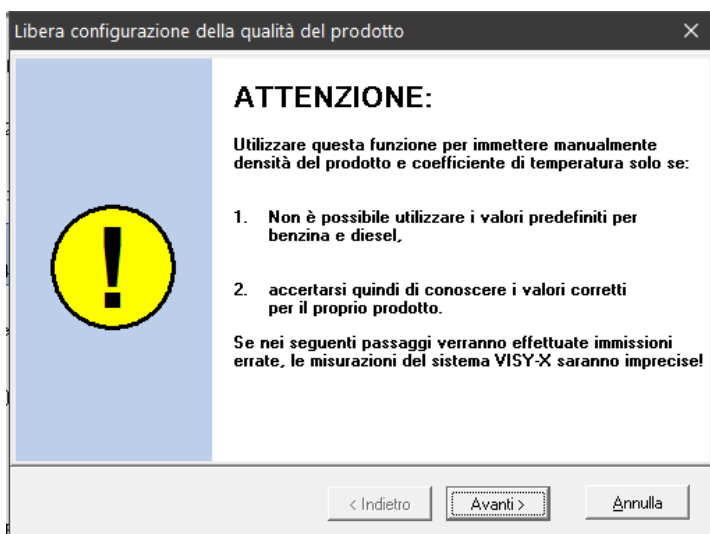 Libera configurazione della qualità del prodotto
ATTENZIONE:
Utilizzare questa funzione per immettere manualmente
densità del prodotto e coefficiente di temperatura solo se:
1. Non è possibile utilizzare i valori predefiniti per
benzina e diesel,
2. accertarsi quindi di conoscere i valori corretti
per il proprio prodotto.
Se nei seguenti passaggi verranno effettuate immissioni
errate, le misurazioni del sistema VISY-X saranno imprecise!
< Indietro Avanti > Annulla